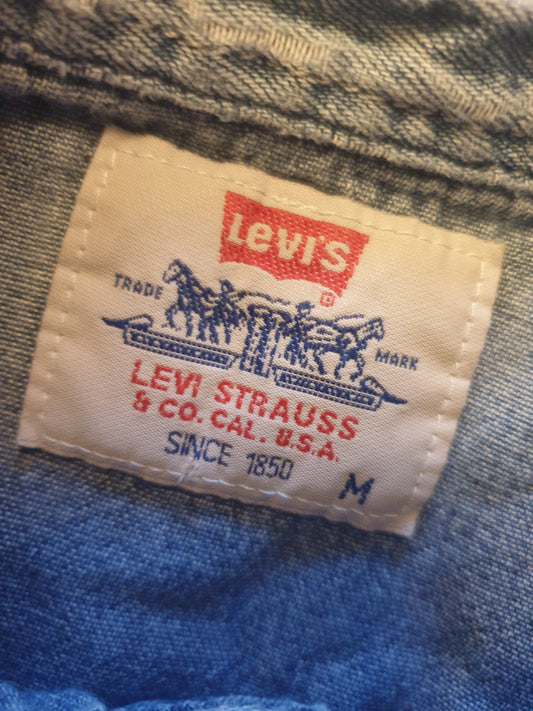 Levi's
®
TRADE MARK
LEVI STRAUSS
& CO. CAL. U.S.A.
SINCE 1850
M